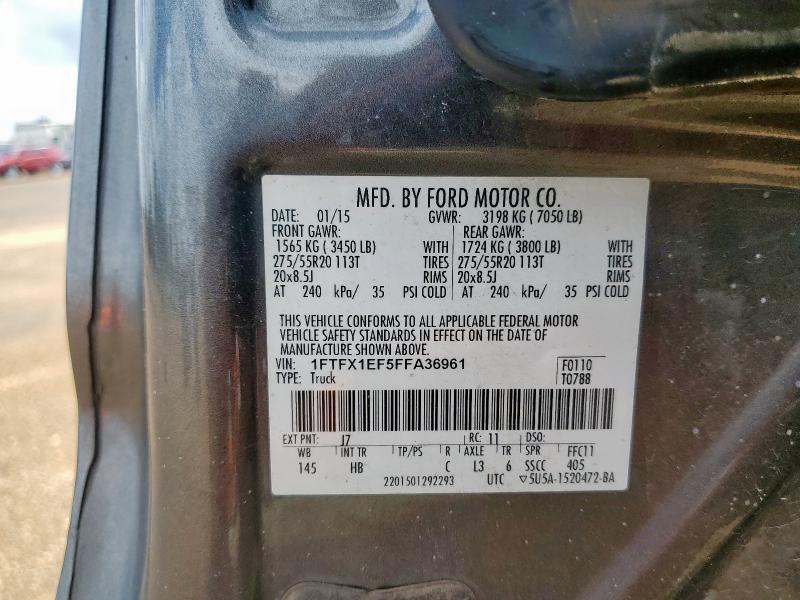 MFD. BY FORD MOTOR CO.
DATE: 01/15 GVWR: 3198 KG ( 7050 LB)
FRONT GAWR: REAR GAWR:
1565 KG ( 3450 LB) WITH 1724 KG ( 3800 LB) WITH
275/55R20 113T TIRES 275/55R20 113T TIRES
20x8.5J RIMS 20x8.5J RIMS
AT 240 kPa/ 35 PSI COLD AT 240 kPa/ 35 PSI COLD
THIS VEHICLE CONFORMS TO ALL APPLICABLE FEDERAL MOTOR
VEHICLE SAFETY STANDARDS IN EFFECT ON THE DATE OF
MANUFACTURE SHOWN ABOVE.
VIN: 1FTFX1EF5FFA36961 F0110
TYPE: Truck T0788
EXT PNT: J7 RC: 11 DSO:
WB INT TR TP/PS R AXLE TR SPR FFC11
145 HB C L3 6 SSCC 405
2201501292293 UTC ▽5U5A-1520472-BA